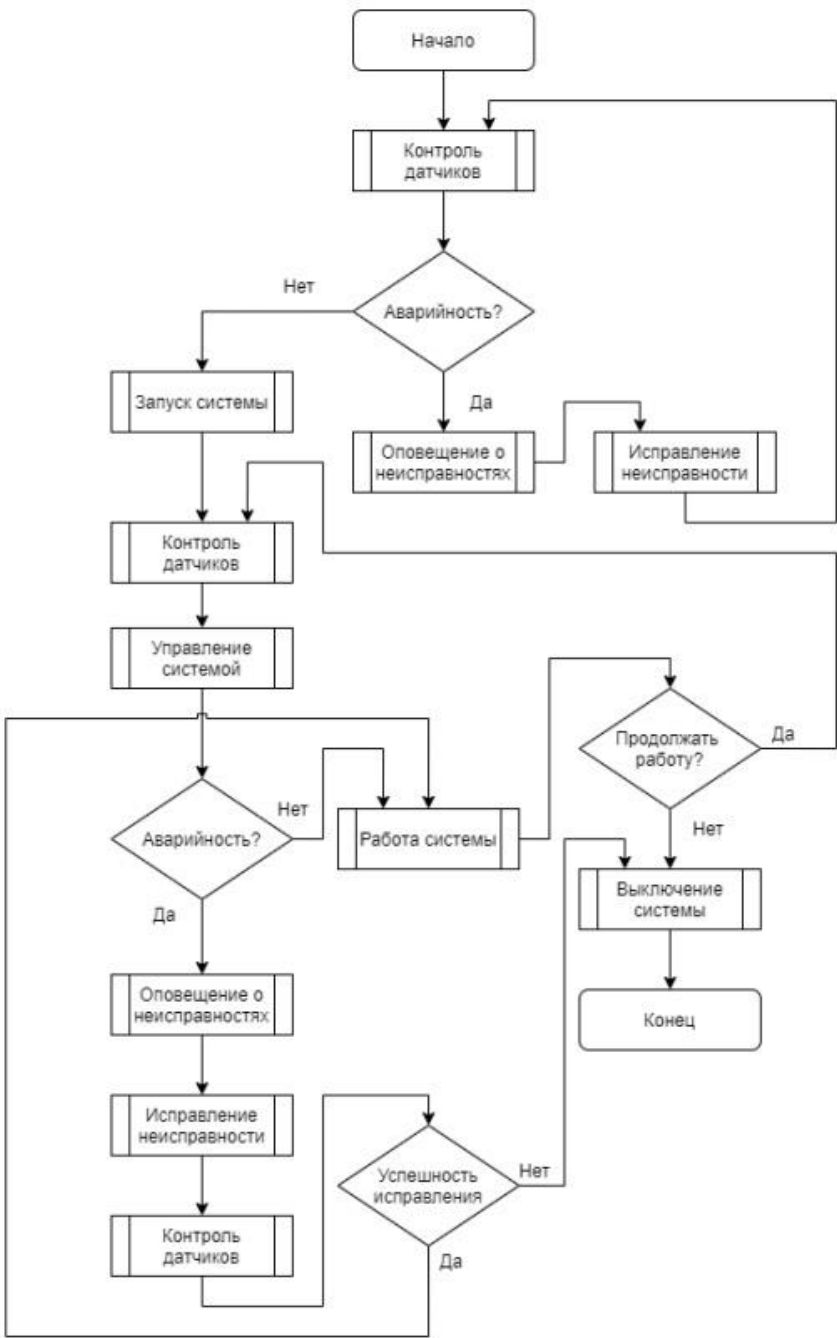 Начало
Контроль
датчиков
Нет
Аварийность?
Запуск системы
Да
Оповещение о
неисправностях
Исправление
неисправности
Контроль
датчиков
Управление
системой
Продолжать
работу?
Да
Нет
Аварийность?
Работа системы
Нет
Да
Выключение
системы
Оповещение о
неисправностях
Конец
Исправление
неисправности
Успешность
исправления
Нет
Контроль
датчиков
Да